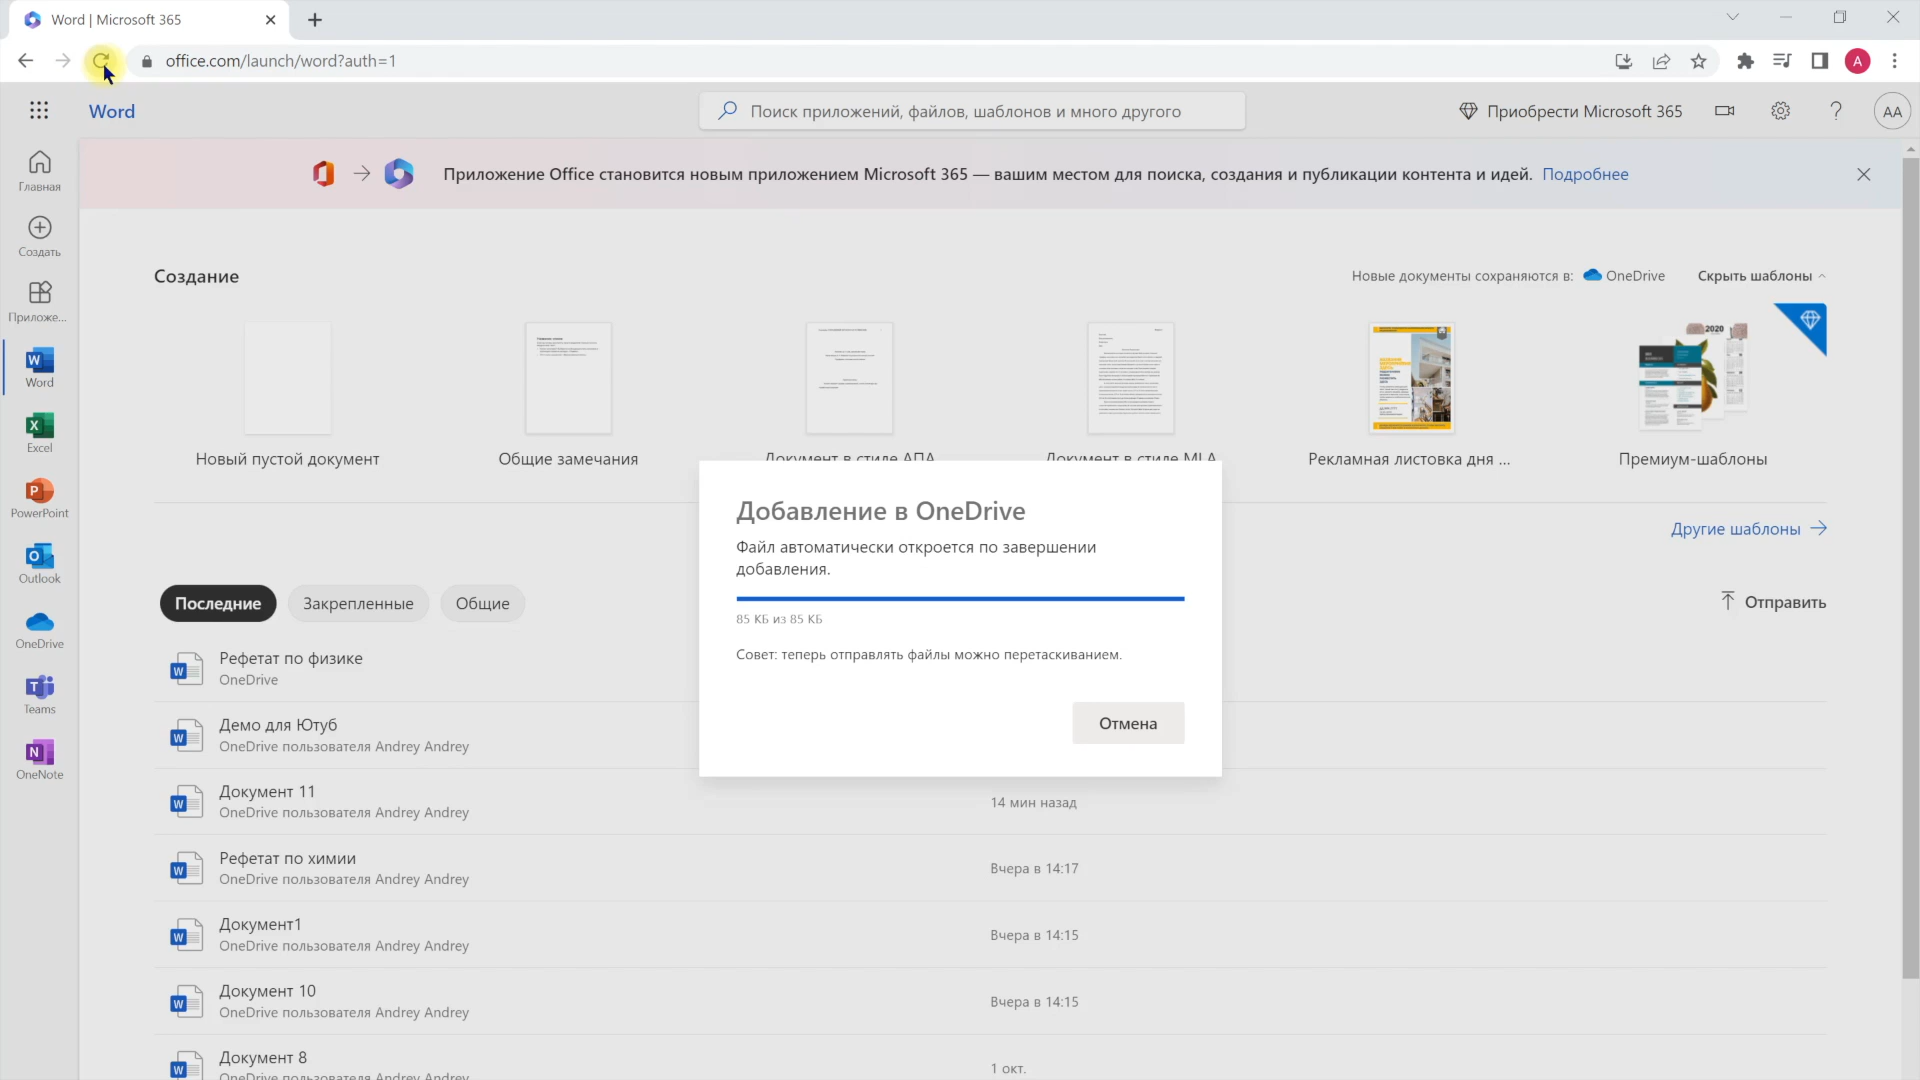 Word | Microsoft 365
office.com/launch/word?auth=1
A
Word
Поиск приложений, файлов, шаблонов и много другого
Приобрести Microsoft 365
AA
Главная
Создать
Приложе...
Word
Excel
PowerPoint
Outlook
OneDrive
Teams
OneNote
Приложение Office становится новым приложением Microsoft 365 — вашим местом для поиска, создания и публикации контента и идей. Подробнее
Создание
Новые документы сохраняются в: OneDrive
Скрыть шаблоны
2020
Новый пустой документ
Общие замечания
Документ в стиле АПА
Документ в стиле MLA
Рекламная листовка дня ...
Премиум-шаблоны
Другие шаблоны
Добавление в OneDrive
Файл автоматически откроется по завершении
добавления.
85 КБ из 85 КБ
Совет: теперь отправлять файлы можно перетаскиванием.
Отмена
Последние
Закрепленные
Общие
Отправить
Рефетат по физике
OneDrive
Демо для Ютуб
OneDrive пользователя Andrey Andrey
Документ 11
OneDrive пользователя Andrey Andrey
14 мин назад
Рефетат по химии
OneDrive пользователя Andrey Andrey
Вчера в 14:17
Документ1
OneDrive пользователя Andrey Andrey
Вчера в 14:15
Документ 10
OneDrive пользователя Andrey Andrey
Вчера в 14:15
Документ 8
OneDrive пользователя Andrey Andrey
1 окт.